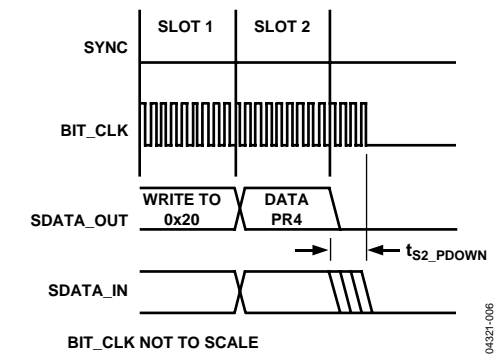 SLOT 1 SLOT 2
SYNC
BIT_CLK
WRITE TO
0x20
DATA
PR4
SDATA_OUT
tS2_PDOWN
SDATA_IN
BIT_CLK NOT TO SCALE
04321-006